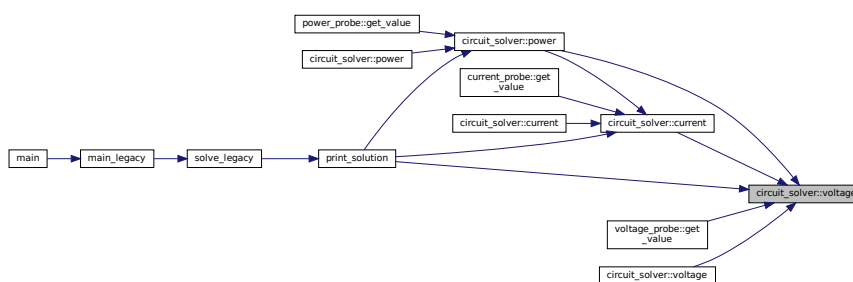 power_probe::get_value
circuit_solver::power
circuit_solver::power
current_probe::get
_value
circuit_solver::current
circuit_solver::current
main
main_legacy
solve_legacy
print_solution
circuit_solver::voltage
voltage_probe::get
_value
circuit_solver::voltage